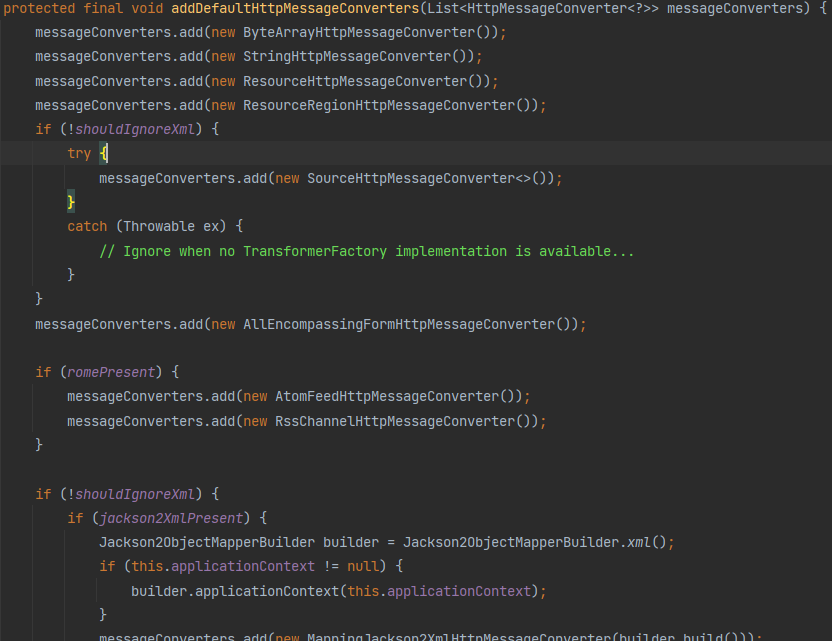 protected final void addDefaultHttpMessageConverters(List<HttpMessageConverter<?>> messageConverters) {
    messageConverters.add(new ByteArrayHttpMessageConverter());
    messageConverters.add(new StringHttpMessageConverter());
    messageConverters.add(new ResourceHttpMessageConverter());
    messageConverters.add(new ResourceRegionHttpMessageConverter());
    if (!shouldIgnoreXml) {
        try {
            messageConverters.add(new SourceHttpMessageConverter<>());
        }
        catch (Throwable ex) {
            // Ignore when no TransformerFactory implementation is available...
        }
    }
    messageConverters.add(new AllEncompassingFormHttpMessageConverter());

    if (romePresent) {
        messageConverters.add(new AtomFeedHttpMessageConverter());
        messageConverters.add(new RssChannelHttpMessageConverter());
    }

    if (!shouldIgnoreXml) {
        if (jackson2XmlPresent) {
            Jackson2ObjectMapperBuilder builder = Jackson2ObjectMapperBuilder.xml();
            if (this.applicationContext != null) {
                builder.applicationContext(this.applicationContext);
            }
            messageConverters.add(new MappingJackson2XmlHttpMessageConverter(builder.build()));